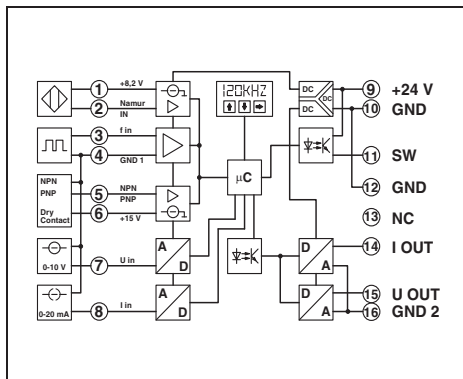 1 +8,2 V
2 Namur
IN
3 f in
4 GND 1
NPN
PNP
Dry
Contact
5 NPN
PNP
6 +15 V
0-10 V
7 U in
0-20 mA
8 I in
120KHZ
µC
A
D
A
D
DC
DC
DC
D
A
D
A
9 +24 V
10 GND
11 SW
12 GND
13 NC
14 I OUT
15 U OUT
16 GND 2